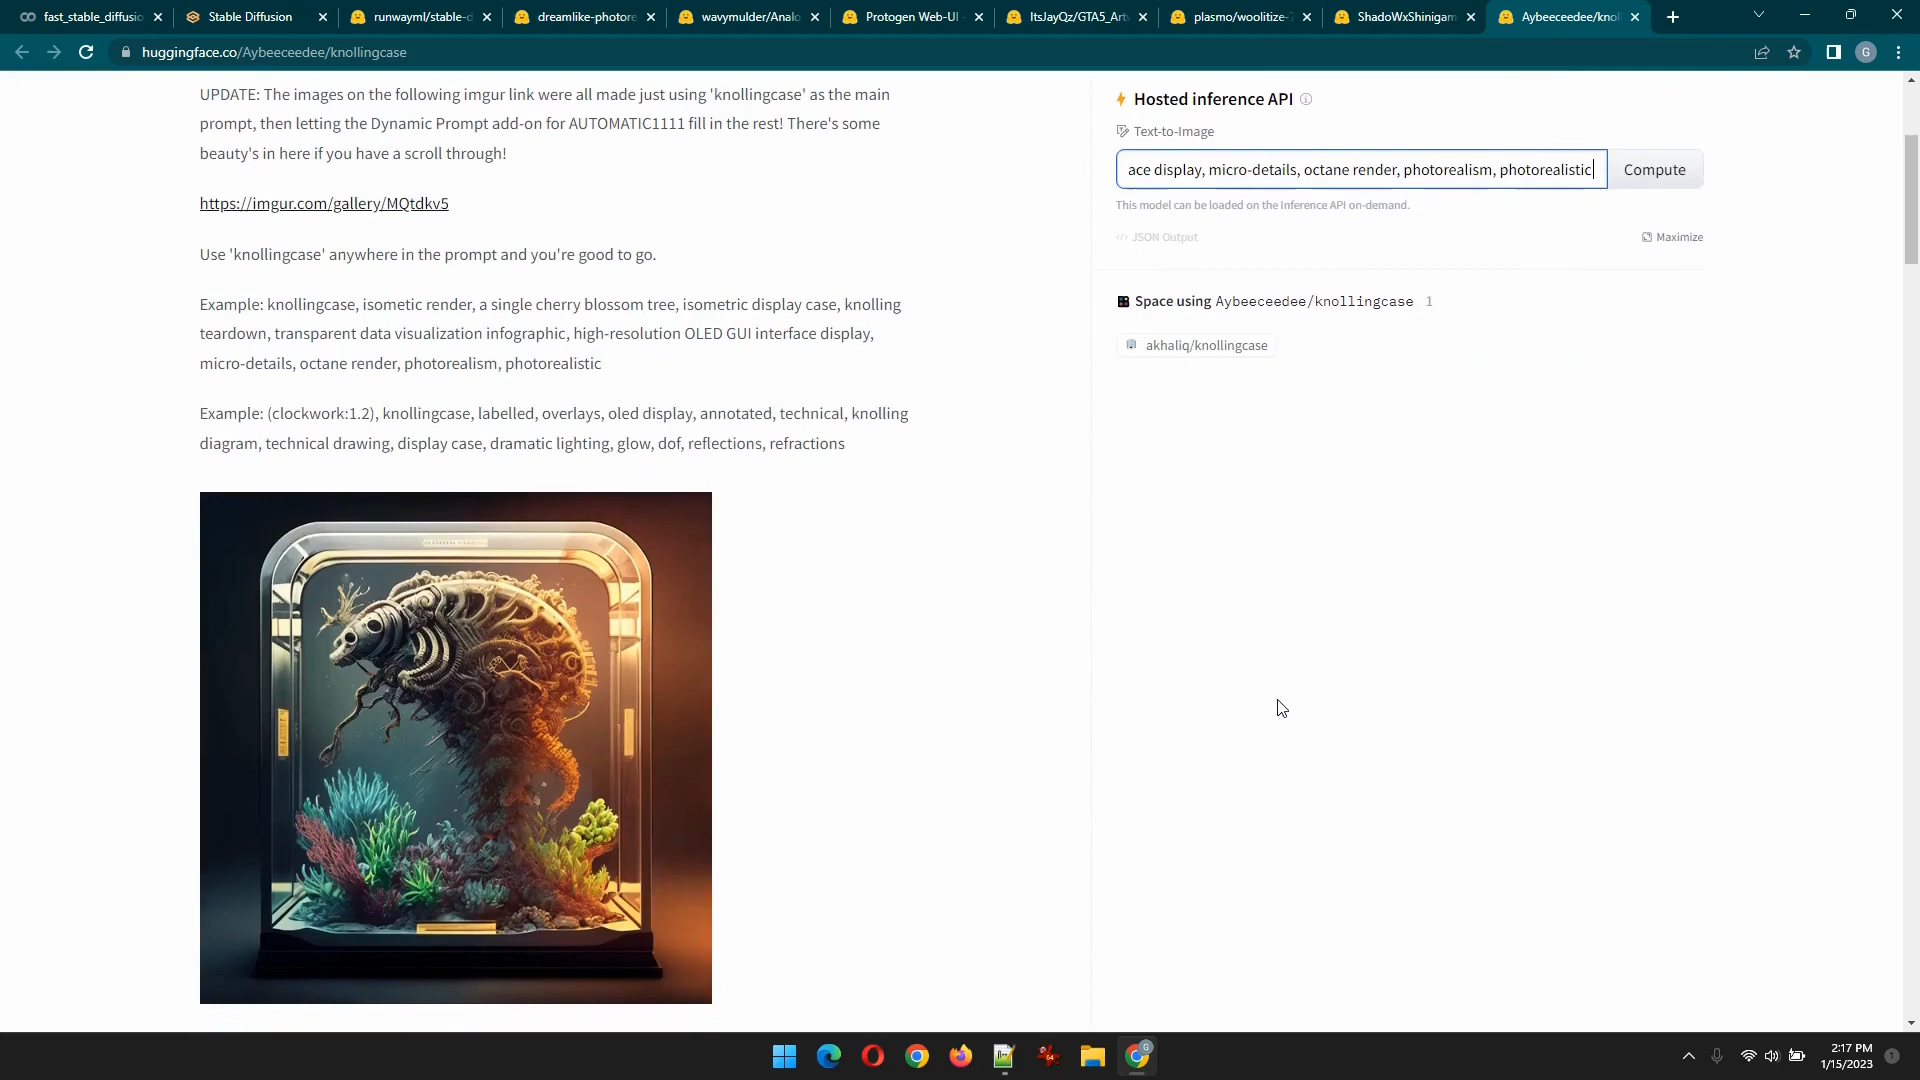 fast_stable_diffusio
Stable Diffusion
runwayml/stable-d
dreamlike-photore
wavymulder/Analo
Protogen Web-UI
ItsJayQz/GTA5_Art
plasmo/woolitize-7
ShadoWxShinigam
Aybeeceedee/knol
huggingface.co/Aybeeceedee/knollingcase
G
UPDATE: The images on the following imgur link were all made just using 'knollingcase' as the main
prompt, then letting the Dynamic Prompt add-on for AUTOMATIC1111 fill in the rest! There's some
beauty's in here if you have a scroll through!
https://imgur.com/gallery/MQtdkv5
Use 'knollingcase' anywhere in the prompt and you're good to go.
Example: knollingcase, isometic render, a single cherry blossom tree, isometric display case, knolling
teardown, transparent data visualization infographic, high-resolution OLED GUI interface display,
micro-details, octane render, photorealism, photorealistic
Example: (clockwork:1.2), knollingcase, labelled, overlays, oled display, annotated, technical, knolling
diagram, technical drawing, display case, dramatic lighting, glow, dof, reflections, refractions
Hosted inference API
Text-to-Image
ace display, micro-details, octane render, photorealism, photorealistic
Compute
This model can be loaded on the Inference API on-demand.
</> JSON Output
Maximize
Space using Aybeeceedee/knollingcase 1
akhaliq/knollingcase
G
64
2:17 PM
1/15/2023
1